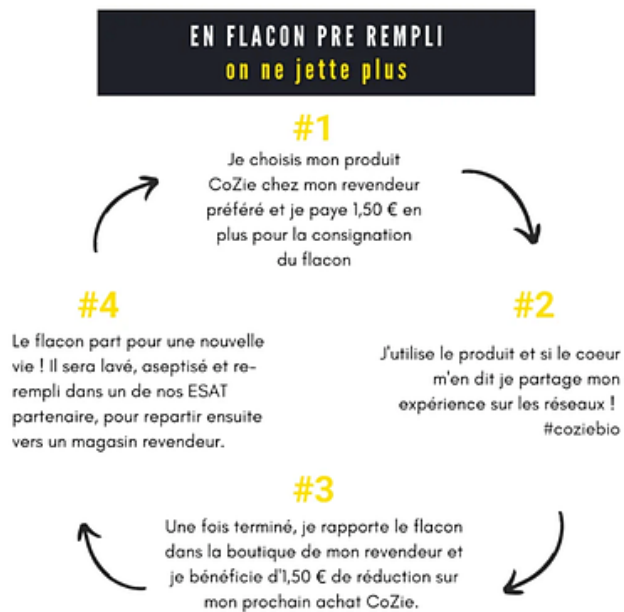 EN FLACON PRE REMPLI
on ne jette plus
#1
Je choisis mon produit
CoZie chez mon revendeur
préféré et je paye 1,50 € en
plus pour la consignation
du flacon
#2
J'utilise le produit et si le coeur
m'en dit je partage mon
expérience sur les réseaux !
#coziebio
#3
Une fois terminé, je rapporte le flacon
dans la boutique de mon revendeur et
je bénéficie d'1,50 € de réduction sur
mon prochain achat CoZie.
#4
Le flacon part pour une nouvelle
vie ! Il sera lavé, aseptisé et re-
rempli dans un de nos ESAT
partenaire, pour repartir ensuite
vers un magasin revendeur.